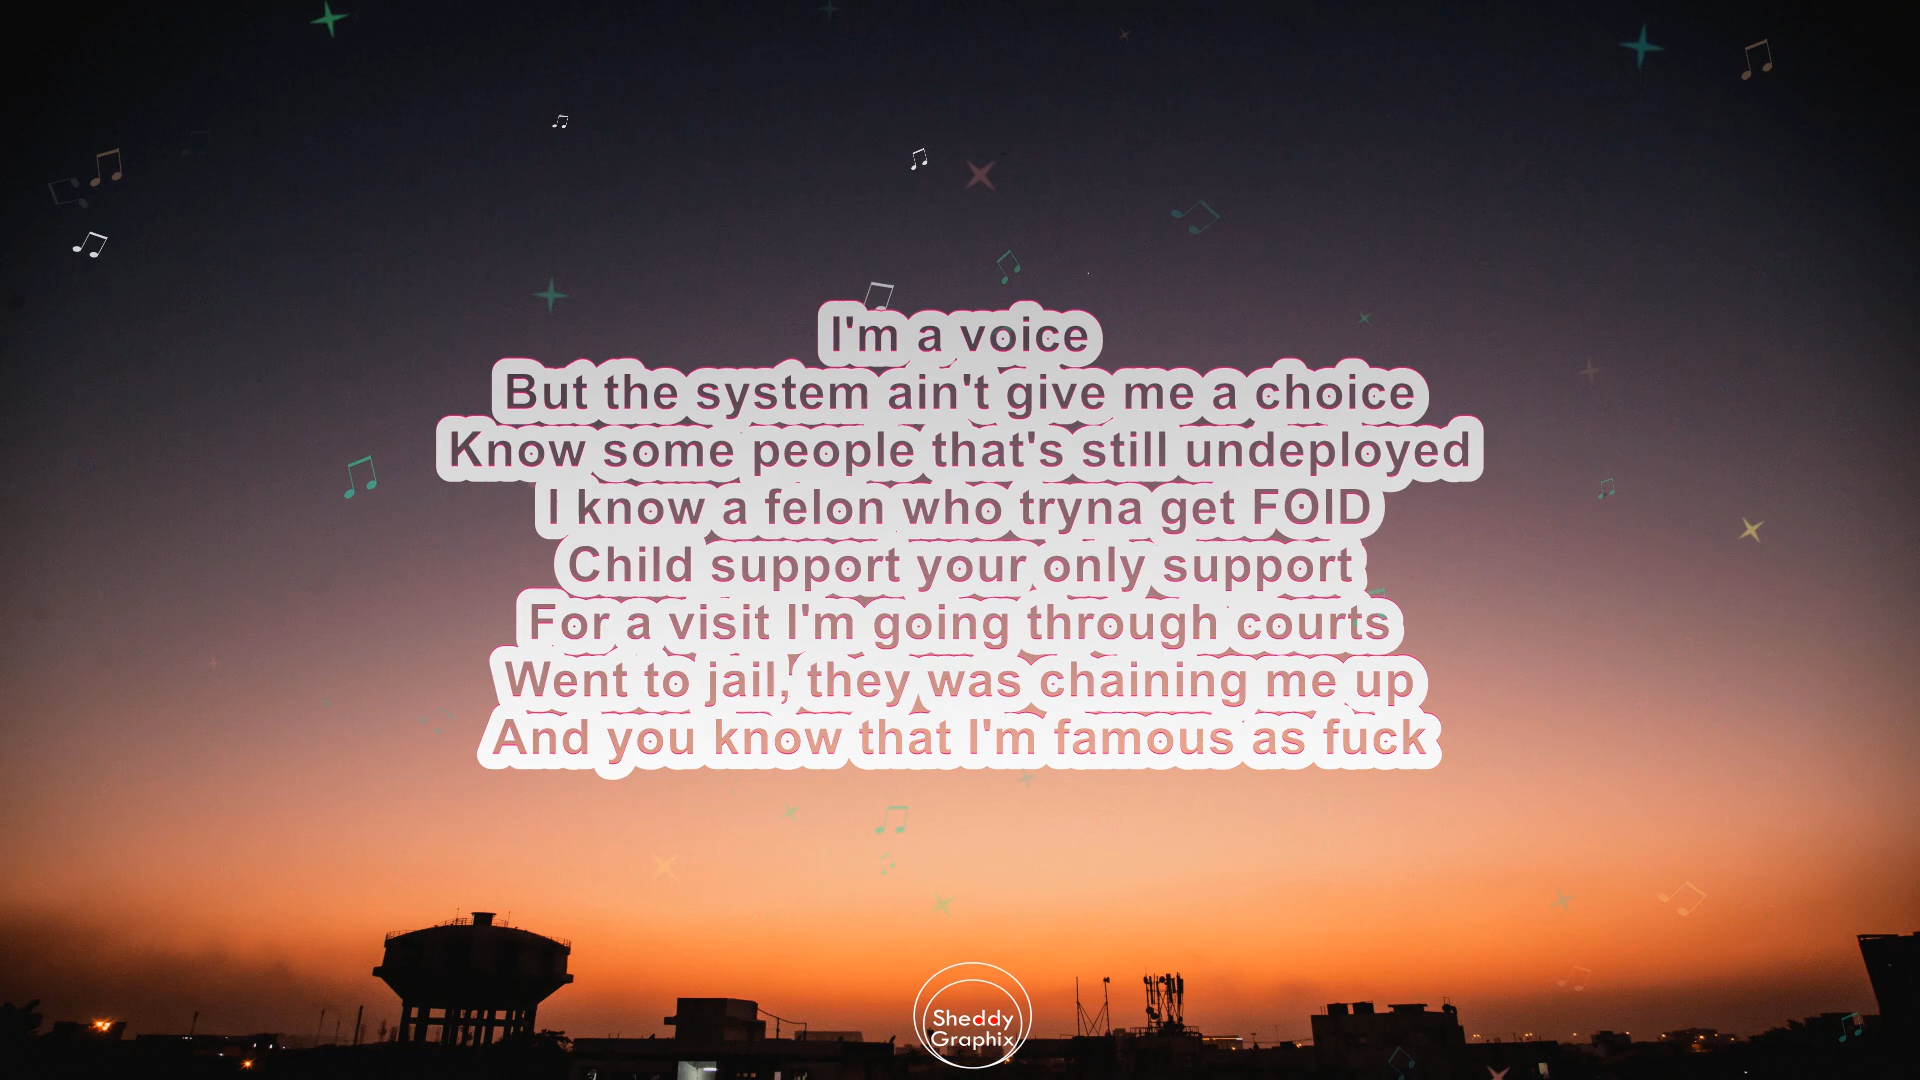 I'm a voice
But the system ain't give me a choice
Know some people that's still undeployed
I know a felon who tryna get FOID
Child support your only support
For a visit I'm going through courts
Went to jail, they was chaining me up
And you know that I'm famous as fuck
Sheddy
Graphix